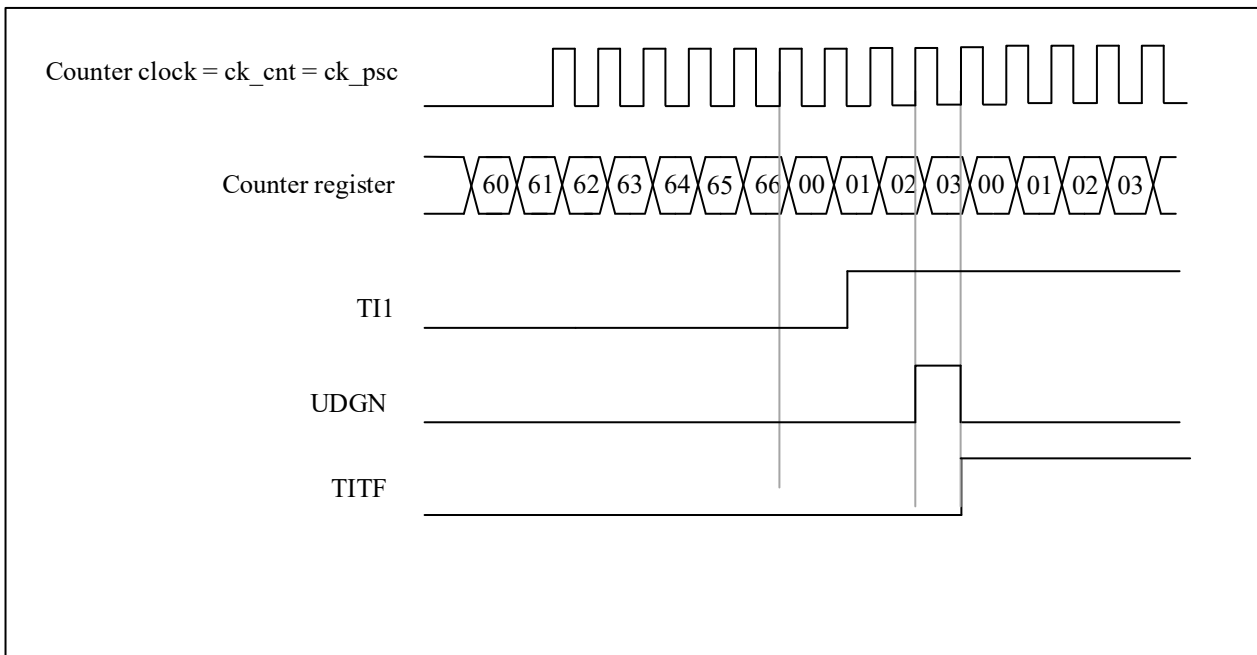 Counter clock = ck_cnt = ck_psc
Counter register
60 61 62 63 64 65 66 00 01 02 03 00 01 02 03
TI1
UDGN
TITF